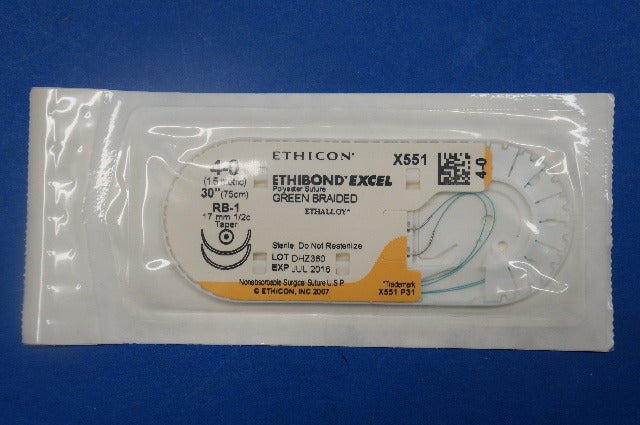 ETHICON*
X551
4-0
4-0
(1.5 metric)
30" (75cm)
RB-1
17 mm 1/2c
Taper
ETHIBOND* EXCEL
Polyester Suture
GREEN BRAIDED
ETHALLOY*
Sterile, Do Not Resterilize
LOT DHZ360
EXP JUL 2016
Nonabsorbable Surgical Suture U.S.P.
© ETHICON, INC 2007
*Trademark
X551 P31